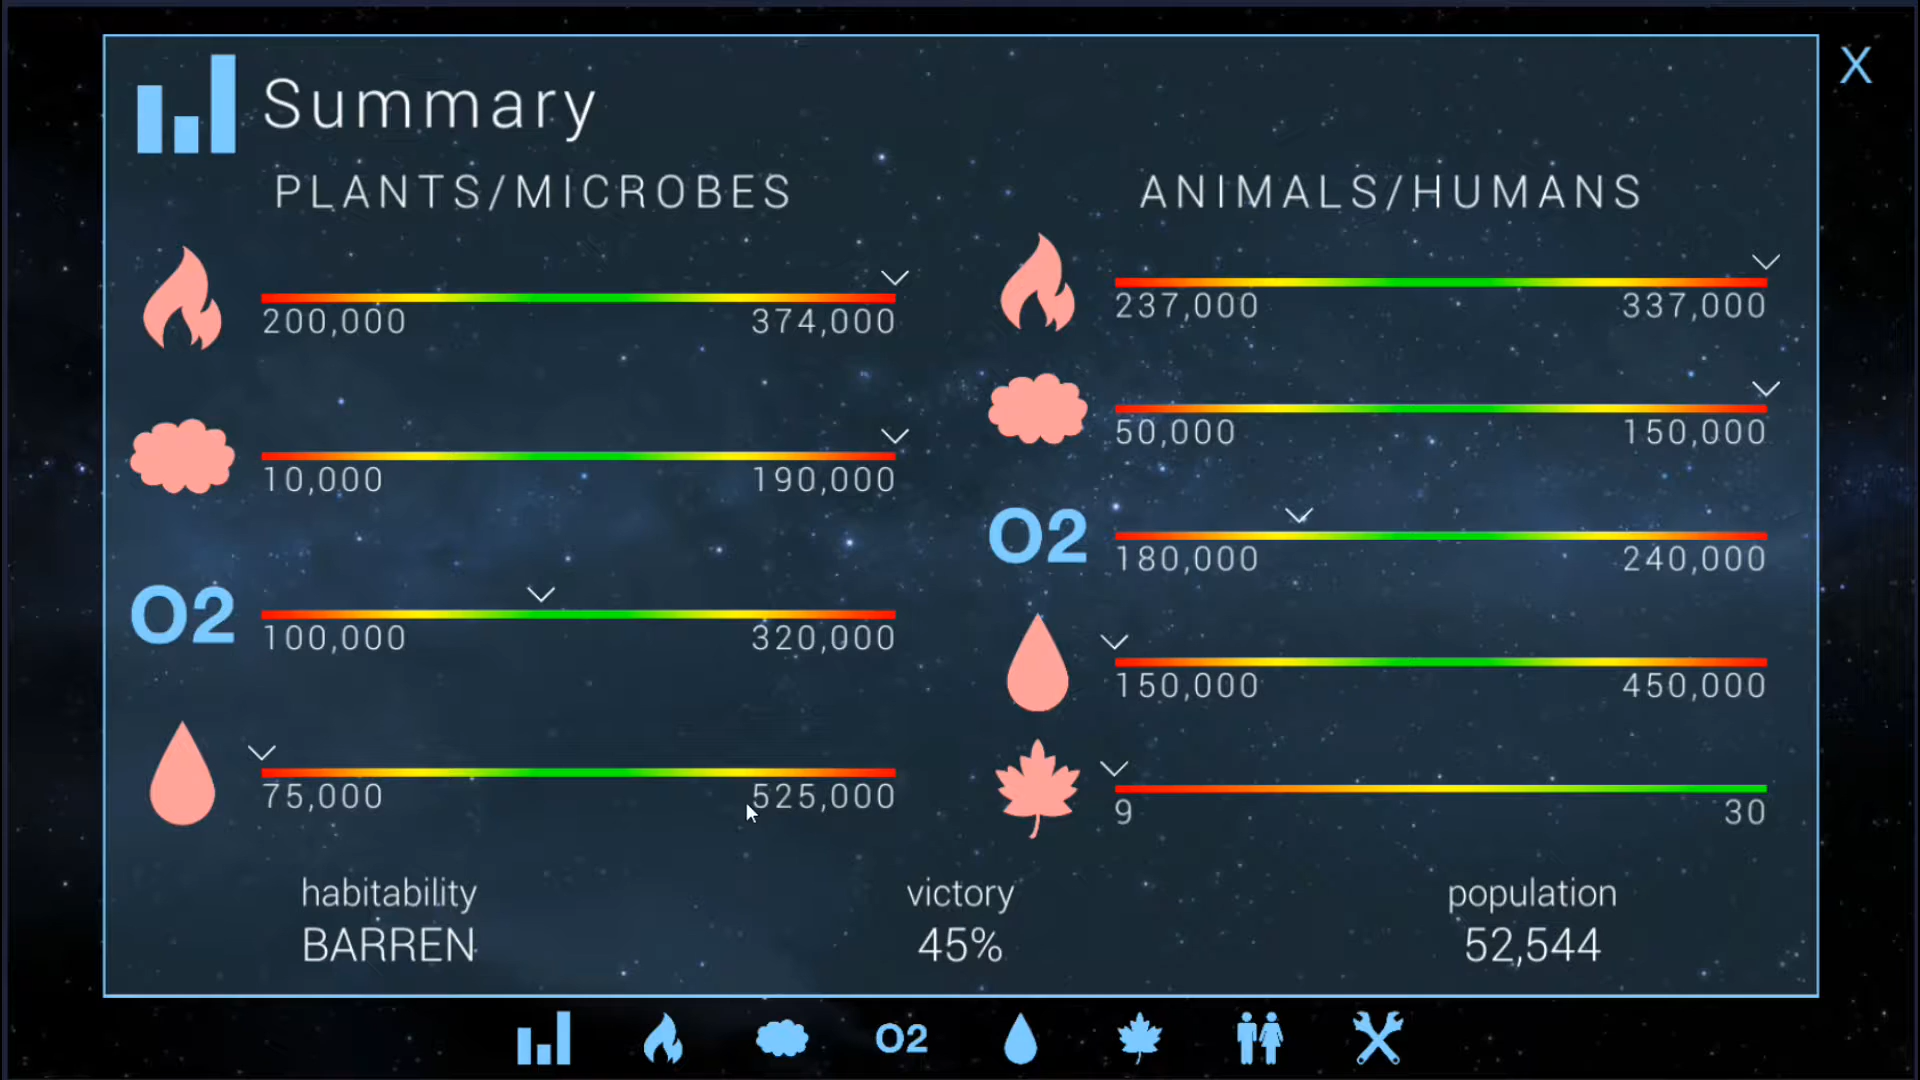 Summary
X
PLANTS/MICROBES
200,000 374,000
10,000 190,000
O2
100,000 320,000
75,000 525,000
ANIMALS/HUMANS
237,000 337,000
50,000 150,000
O2
180,000 240,000
150,000 450,000
9 30
habitability
BARREN
victory
45%
population
52,544
O2